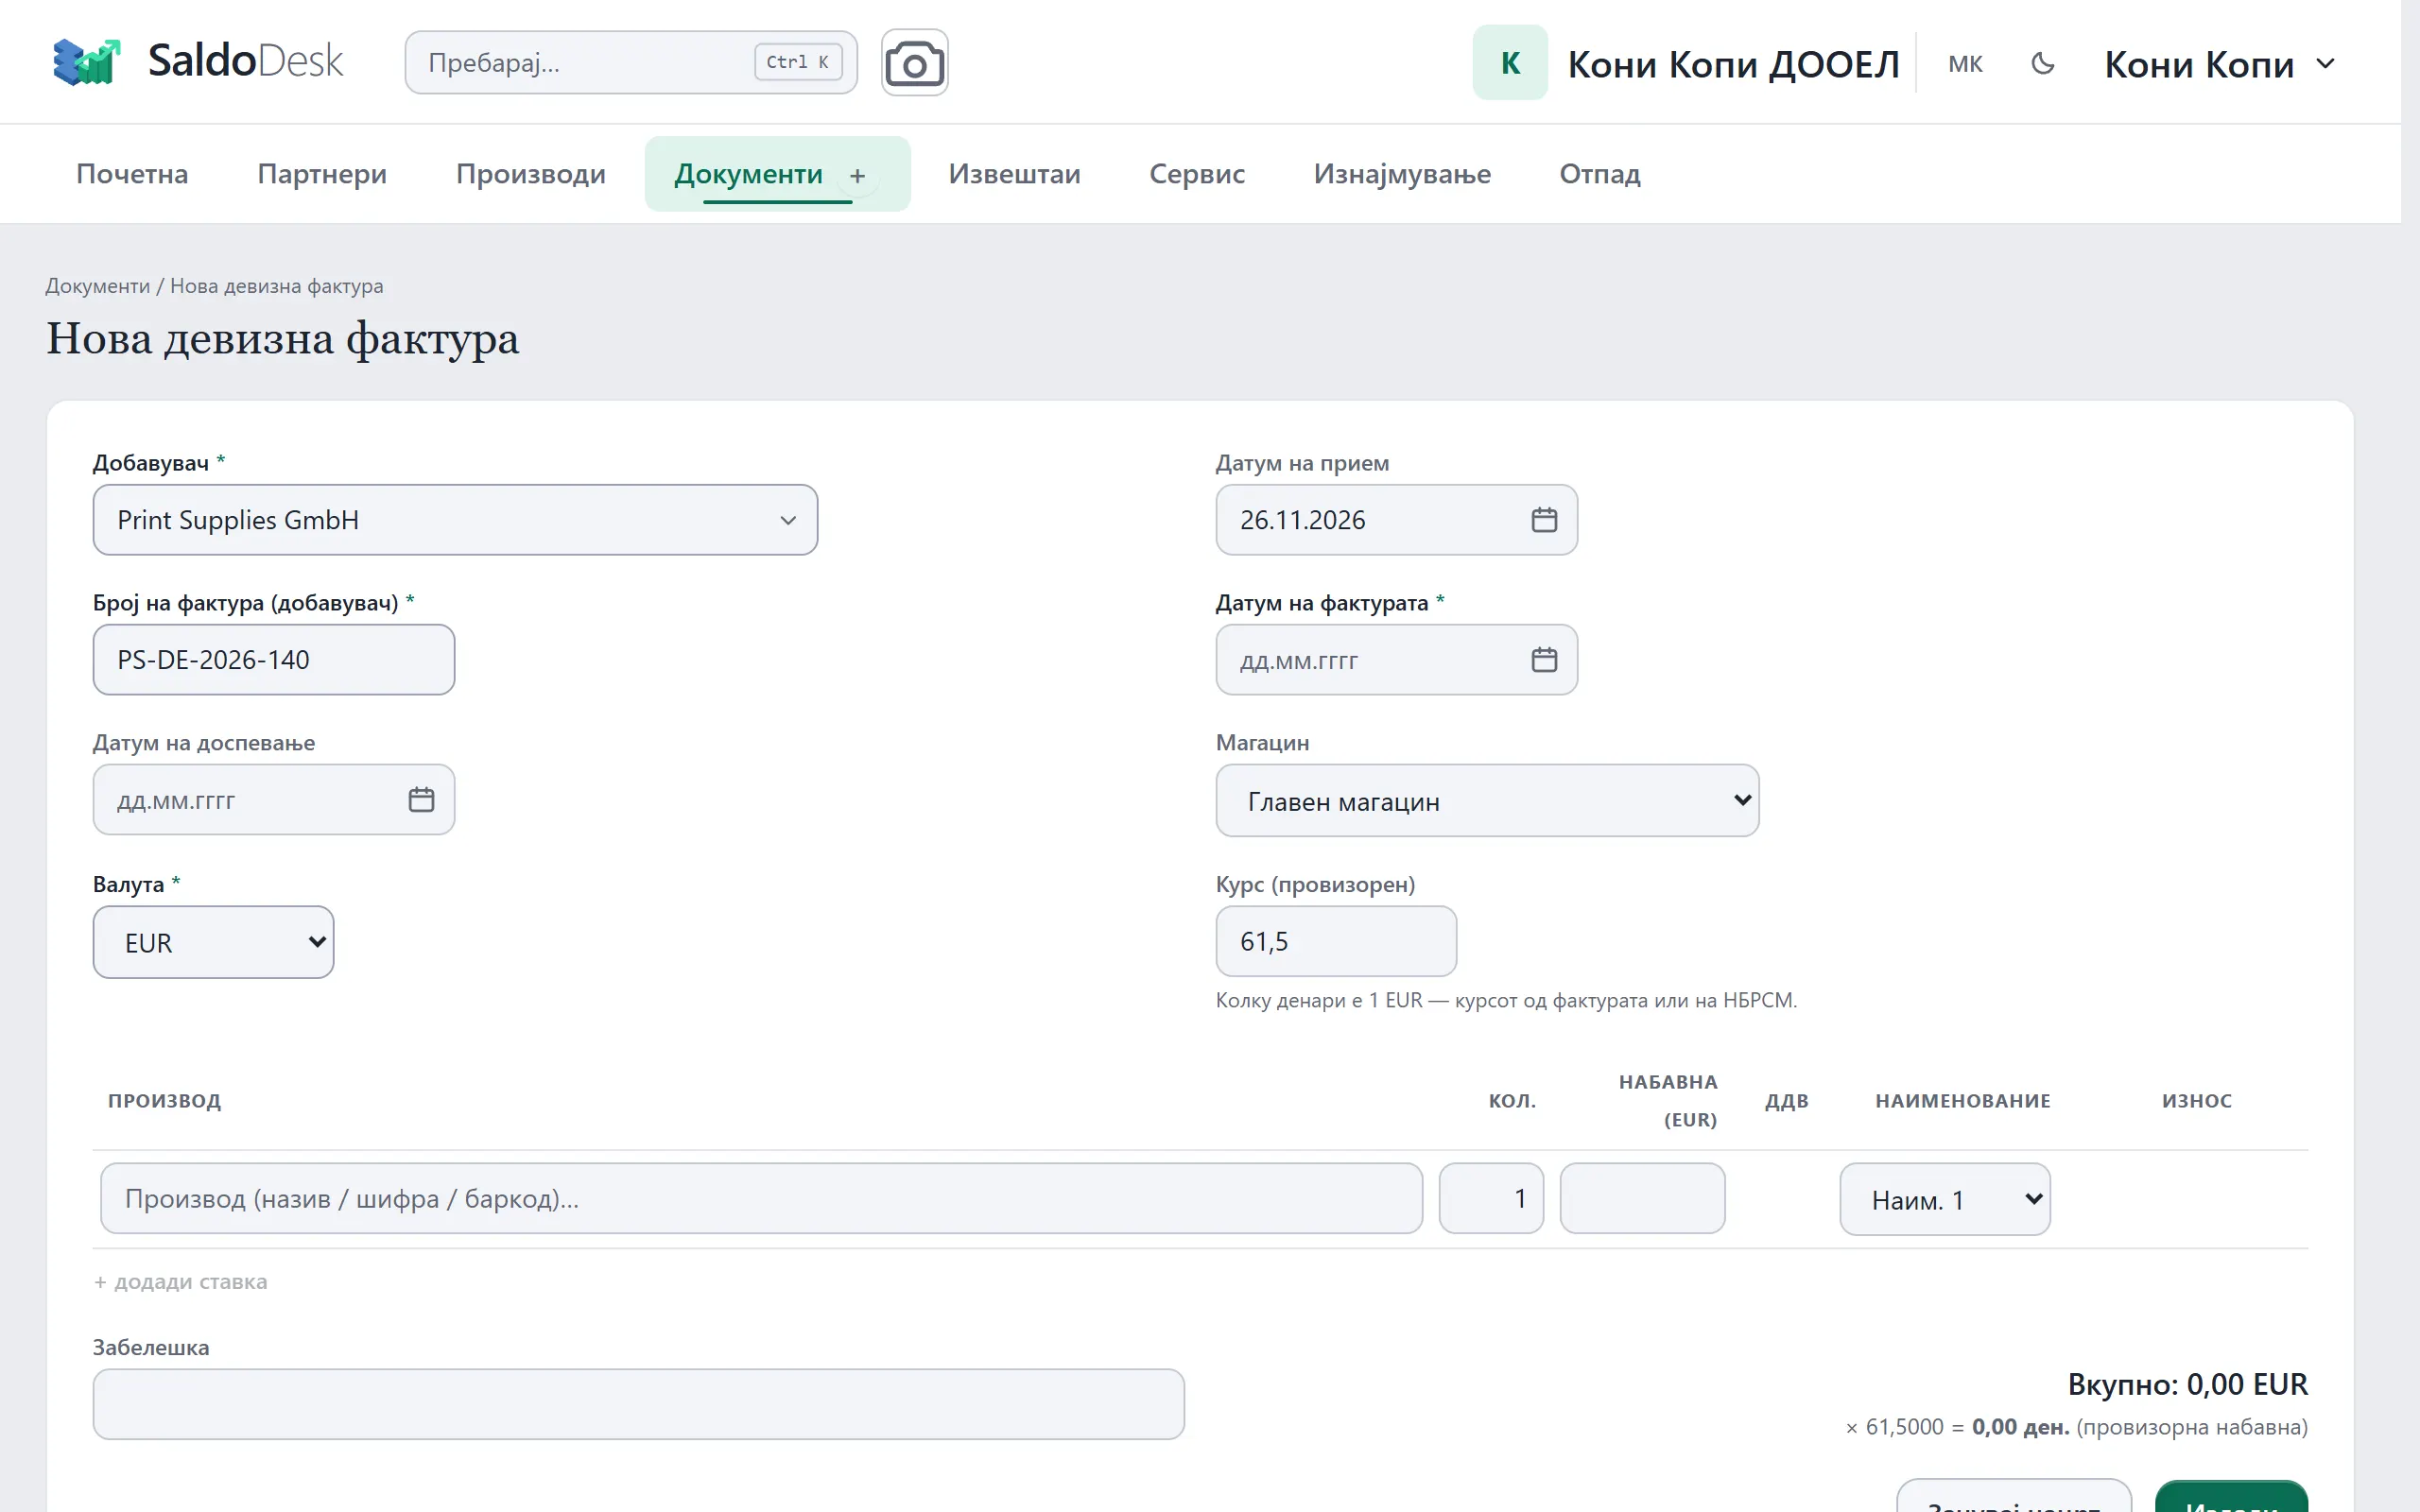 SaldoDesk
Пребарај...
Ctrl K
К
Кони Копи ДООЕЛ
МК
Кони Копи
Почетна
Партнери
Производи
Документи +
Извештаи
Сервис
Изнајмување
Отпад
Документи / Нова девизна фактура
Нова девизна фактура
Добавувач *
Датум на прием
Print Supplies GmbH
26.11.2026
Број на фактура (добавувач) *
Датум на фактурата *
PS-DE-2026-140
дд.мм.гггг
Датум на доспевање
Магацин
дд.мм.гггг
Главен магацин
Валута *
Курс (провизорен)
EUR
61,5
Колку денари е 1 EUR — курсот од фактурата или на НБРСМ.
ПРОИЗВОД
КОЛ.
НАБАВНА
(EUR)
ДДВ
НАИМЕНОВАНИЕ
ИЗНОС
Производ (назив / шифра / баркод)...
1
Наим. 1
+ додади ставка
Забелешка
Вкупно: 0,00 EUR
× 61,5000 = 0,00 ден. (провизорна набавна)
Зачувај нацрт
Издади